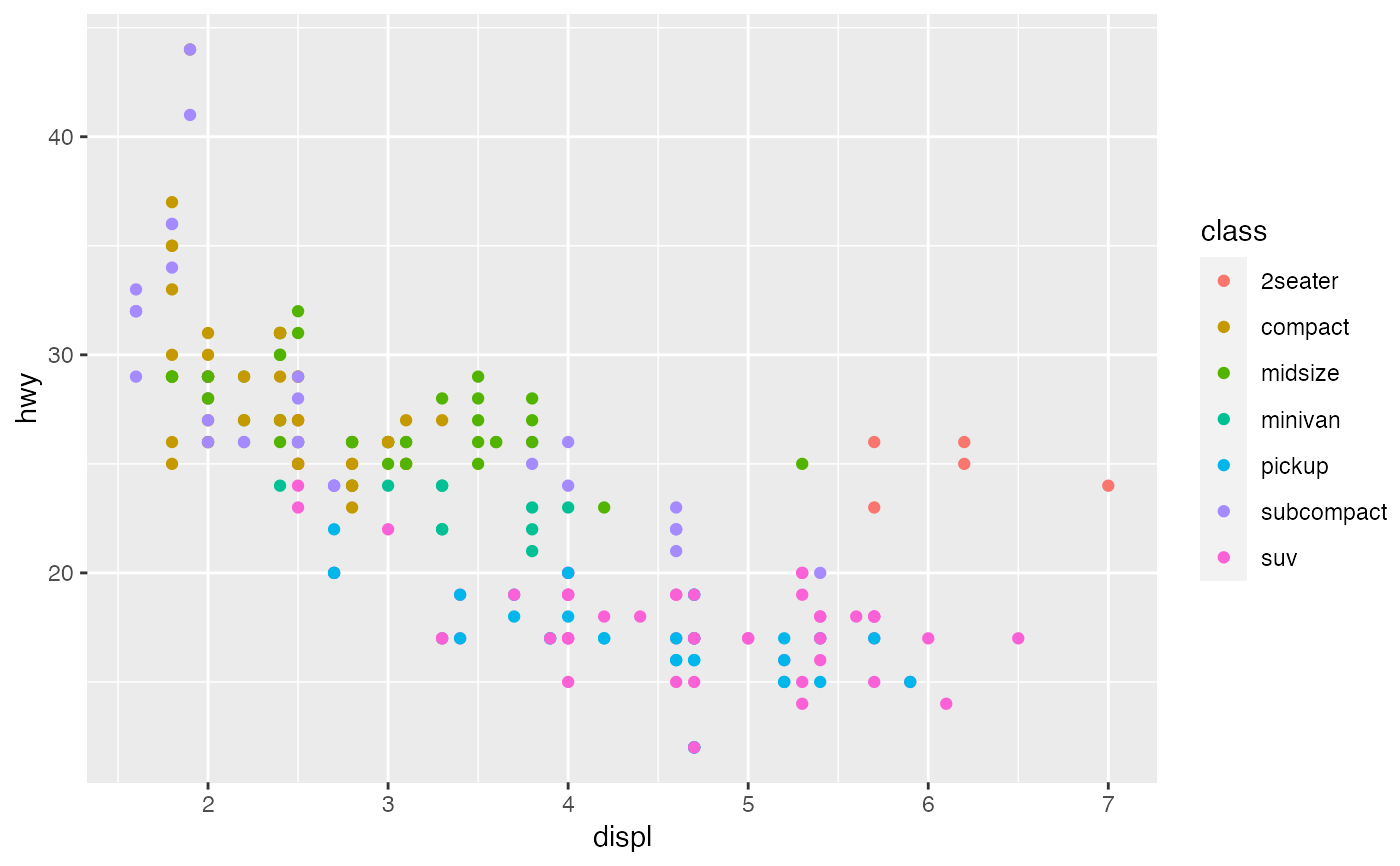 40
30
20
hwy
2 3 4 5 6 7
displ
class
2seater
compact
midsize
minivan
pickup
subcompact
suv